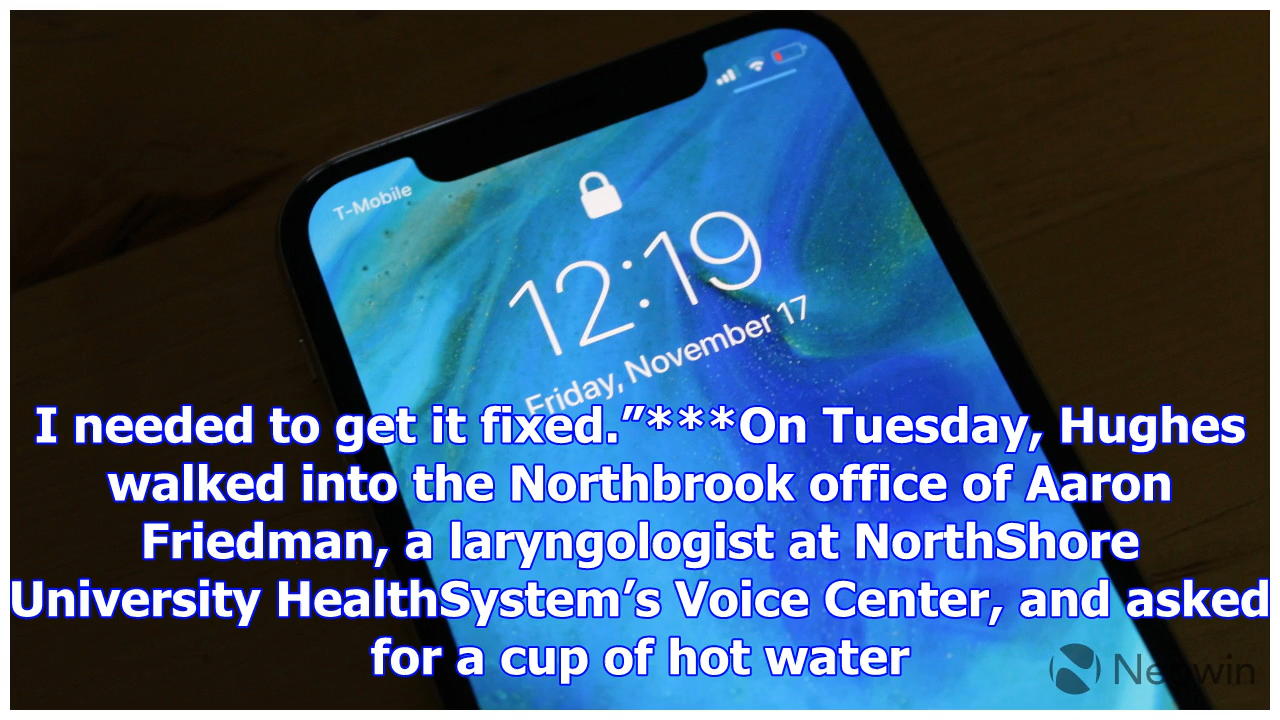 T-Mobile
12:19
Friday, November 17
I needed to get it fixed.”***On Tuesday, Hughes
walked into the Northbrook office of Aaron
Friedman, a laryngologist at NorthShore
University HealthSystem’s Voice Center, and asked
for a cup of hot water
Neowin